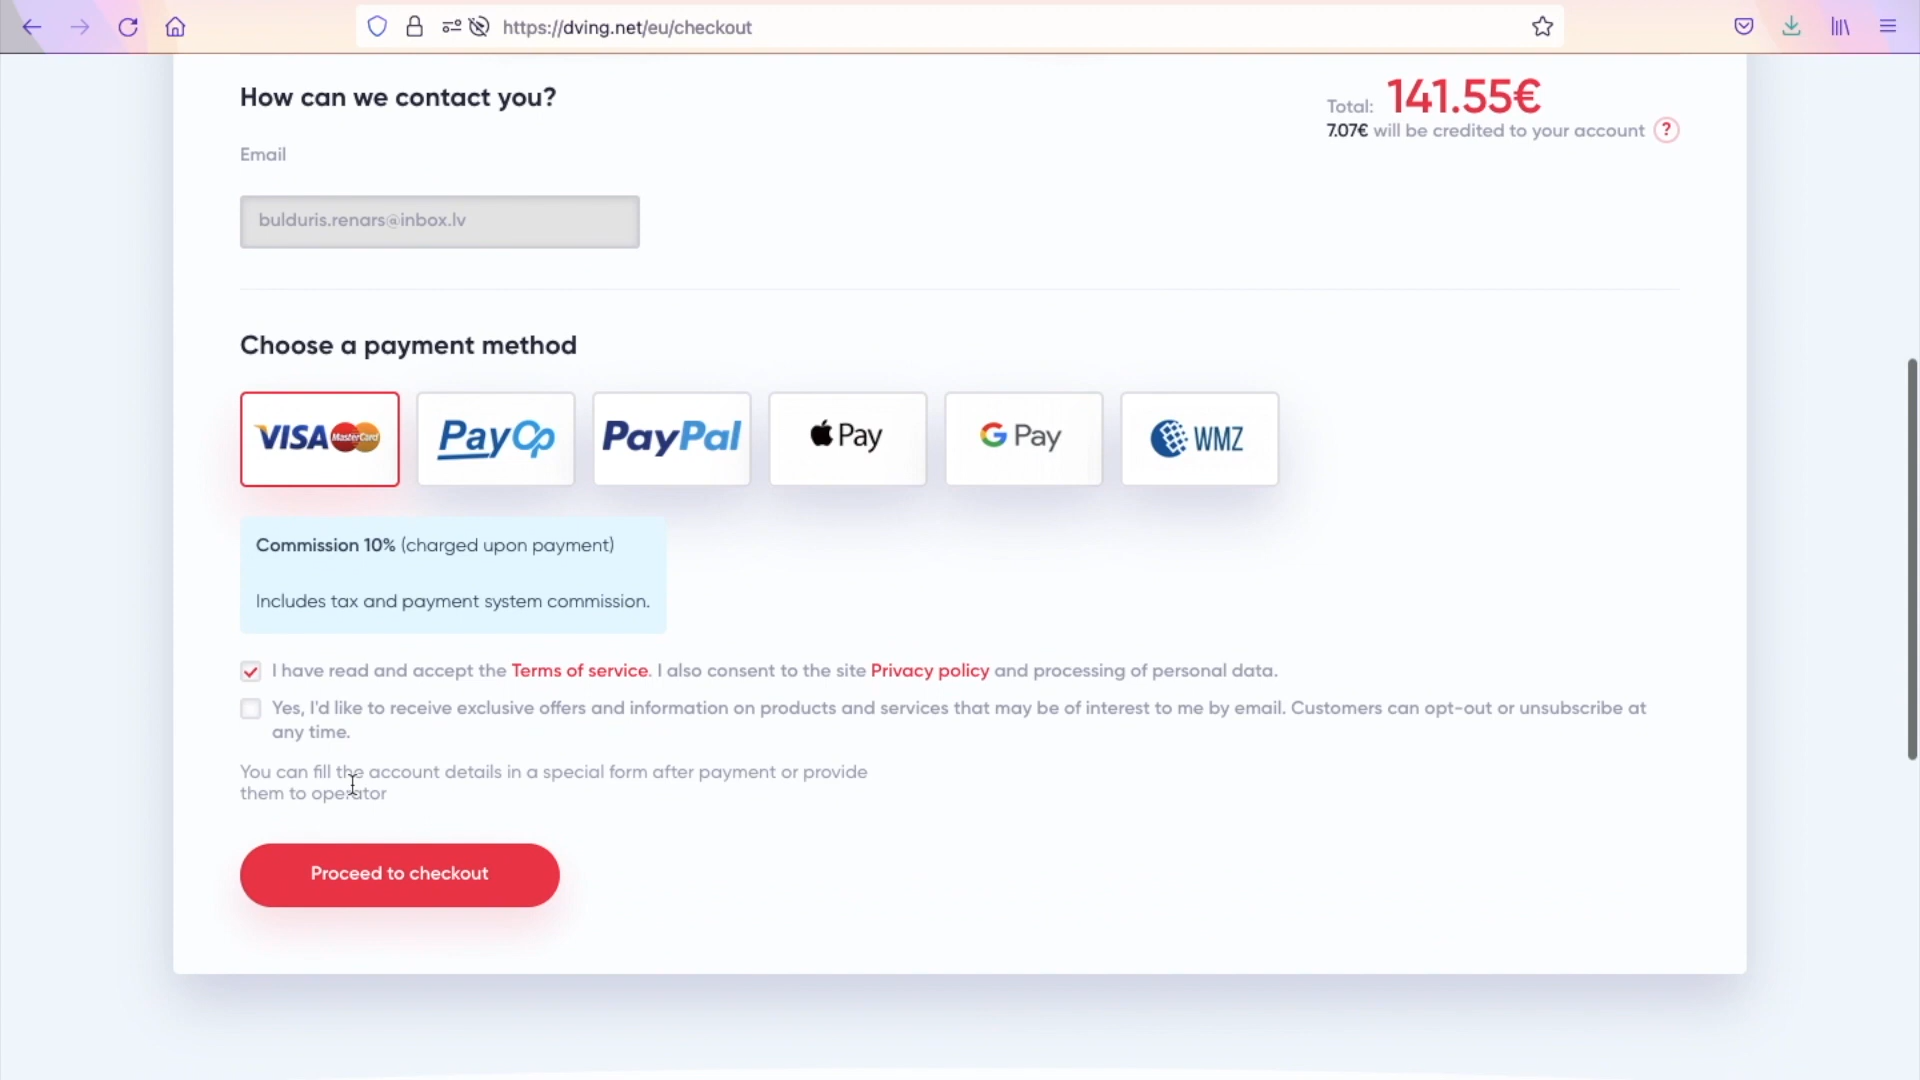 https://dving.net/eu/checkout
How can we contact you?
Total: 141.55€
7.07€ will be credited to your account ?
Email
bulduris.renars@inbox.lv
Choose a payment method
VISA MasterCard
PayOp
PayPal
Pay
G Pay
WMZ
Commission 10% (charged upon payment)
Includes tax and payment system commission.
I have read and accept the Terms of service. I also consent to the site Privacy policy and processing of personal data.
Yes, I'd like to receive exclusive offers and information on products and services that may be of interest to me by email. Customers can opt-out or unsubscribe at
any time.
You can fill the account details in a special form after payment or provide
them to operator
Proceed to checkout